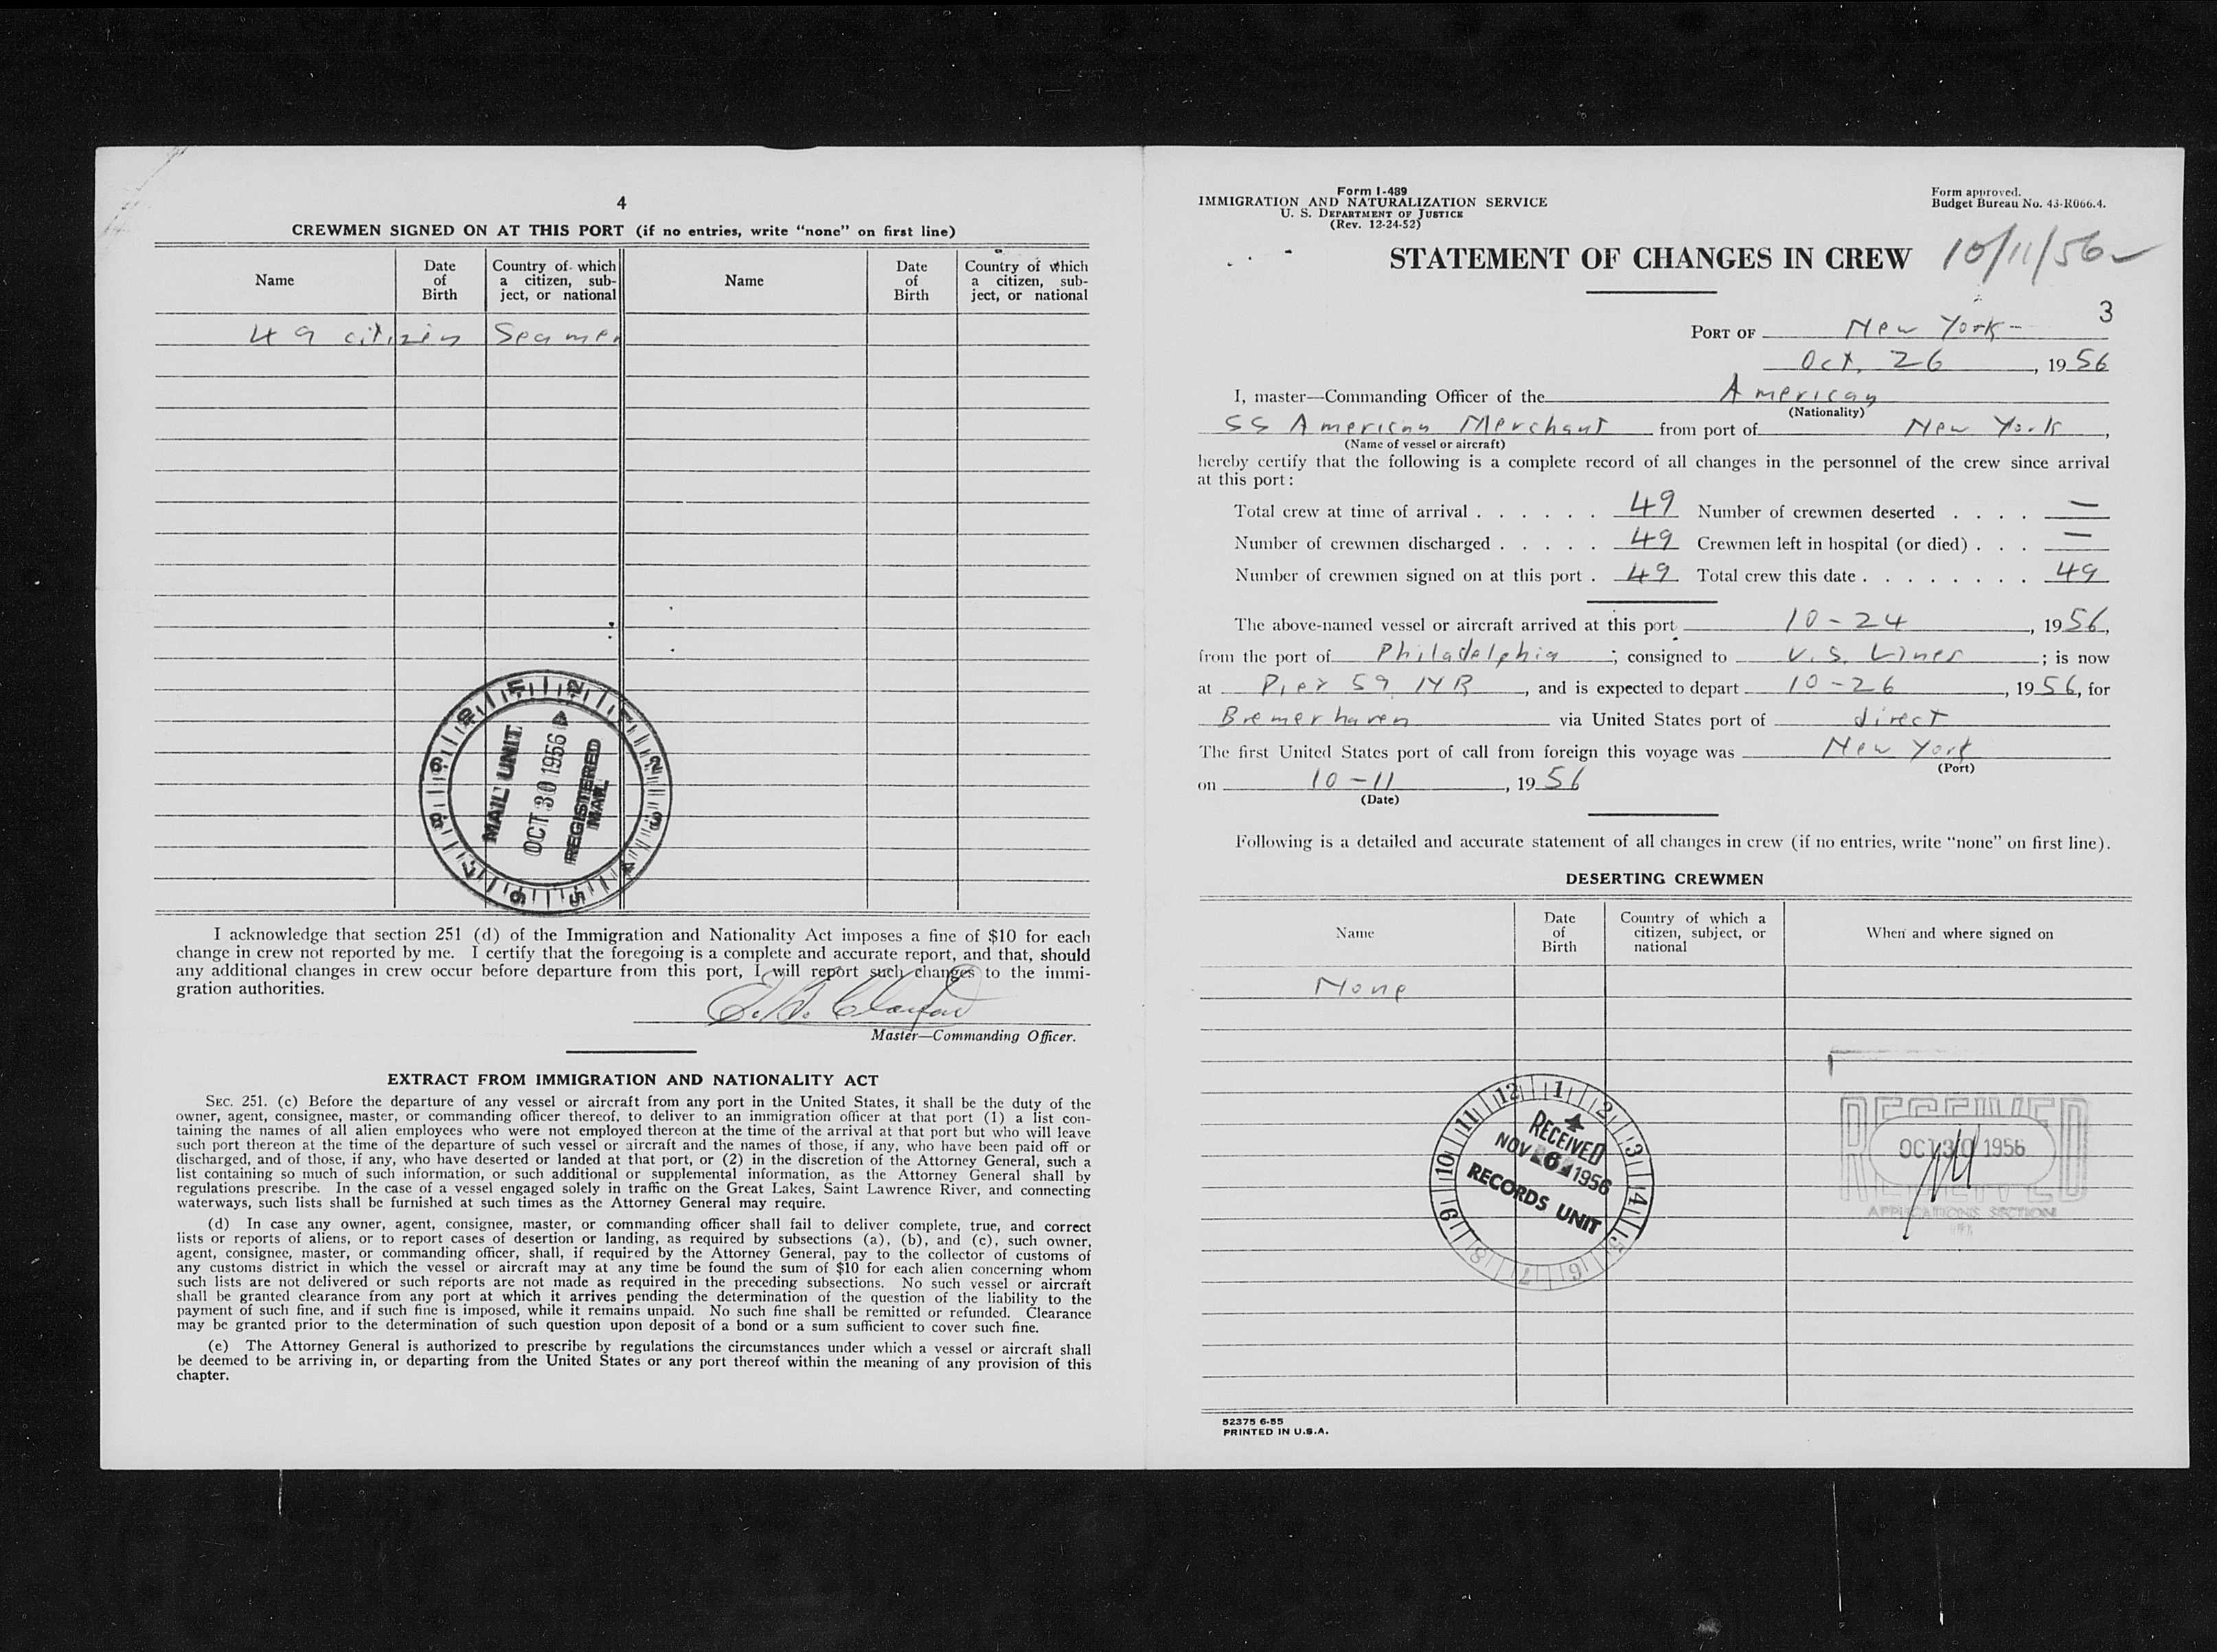 4
CREWMEN SIGNED ON AT THIS PORT (if no entries, write "none" on first line)
Name
Date of Birth
Country of which a citizen, subject, or national
Name
Date of Birth
Country of which a citizen, subject, or national
49 citizen Seamen
MAIL UNIT
OCT 30 1956
REGISTERED MAIL
I acknowledge that section 251 (d) of the Immigration and Nationality Act imposes a fine of $10 for each
change in crew not reported by me. I certify that the foregoing is a complete and accurate report, and that, should
any additional changes in crew occur before departure from this port, I will report such changes to the immi-
gration authorities.
Master—Commanding Officer.
EXTRACT FROM IMMIGRATION AND NATIONALITY ACT
SEC. 251. (c) Before the departure of any vessel or aircraft from any port in the United States, it shall be the duty of the
owner, agent, consignee, master, or commanding officer thereof, to deliver to an immigration officer at that port (1) a list con-
taining the names of all alien employees who were not employed thereon at the time of the arrival at that port but who will leave
such port thereon at the time of the departure of such vessel or aircraft and the names of those, if any, who have been paid off or
discharged, and of those, if any, who have deserted or landed at that port, or (2) in the discretion of the Attorney General, such a
list containing so much of such information, or such additional or supplemental information, as the Attorney General shall by
regulations prescribe. In the case of a vessel engaged solely in traffic on the Great Lakes, Saint Lawrence River, and connecting
waterways, such lists shall be furnished at such times as the Attorney General may require.
(d) In case any owner, agent, consignee, master, or commanding officer shall fail to deliver complete, true, and correct
lists or reports of aliens, or to report cases of desertion or landing, as required by subsections (a), (b), and (c), such owner,
agent, consignee, master, or commanding officer, shall, if required by the Attorney General, pay to the collector of customs of
any customs district in which the vessel or aircraft may at any time be found the sum of $10 for each alien concerning whom
such lists are not delivered or such reports are not made as required in the preceding subsections. No such vessel or aircraft
shall be granted clearance from any port at which it arrives pending the determination of the question of the liability to the
payment of such fine, and if such fine is imposed, while it remains unpaid. No such fine shall be remitted or refunded. Clearance
may be granted prior to the determination of such question upon deposit of a bond or a sum sufficient to cover such fine.
(e) The Attorney General is authorized to prescribe by regulations the circumstances under which a vessel or aircraft shall
be deemed to be arriving in, or departing from the United States or any port thereof within the meaning of any provision of this
chapter.
Form I-489
IMMIGRATION AND NATURALIZATION SERVICE
U. S. DEPARTMENT OF JUSTICE
(Rev. 12-24-52)
Form approved.
Budget Bureau No. 43-R066.4.
STATEMENT OF CHANGES IN CREW 10/11/56
3
PORT OF New York
Oct. 26, 1956
I, master—Commanding Officer of the American
(Nationality)
SS American Merchant from port of New York,
(Name of vessel or aircraft)
hereby certify that the following is a complete record of all changes in the personnel of the crew since arrival
at this port:
Total crew at time of arrival . . . . . . 49 Number of crewmen deserted . . . . —
Number of crewmen discharged . . . . . 49 Crewmen left in hospital (or died) . . . —
Number of crewmen signed on at this port . 49 Total crew this date . . . . . . . . 49
The above-named vessel or aircraft arrived at this port 10-24, 1956,
from the port of Philadelphia; consigned to U.S. Lines; is now
at Pier 59 NR, and is expected to depart 10-26, 1956, for
Bremerhaven via United States port of direct
The first United States port of call from foreign this voyage was New York
(Port)
on 10-11, 1956
(Date)
Following is a detailed and accurate statement of all changes in crew (if no entries, write "none" on first line).
DESERTING CREWMEN
Name
Date of Birth
Country of which a citizen, subject, or national
When and where signed on
None
RECEIVED
NOV 6 1956
RECORDS UNIT
RECEIVED
OCT 30 1956
APPLICATIONS SECTION
52375 6-55
PRINTED IN U.S.A.